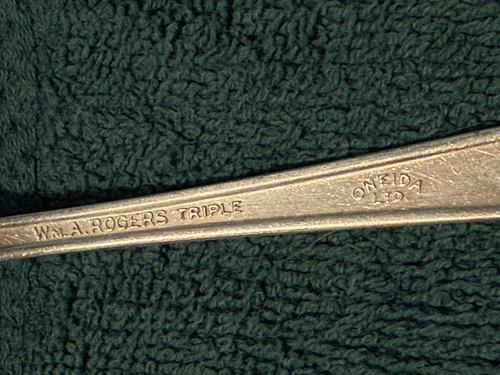 WM. A. ROGERS TRIPLE
ONEIDA
LTD.